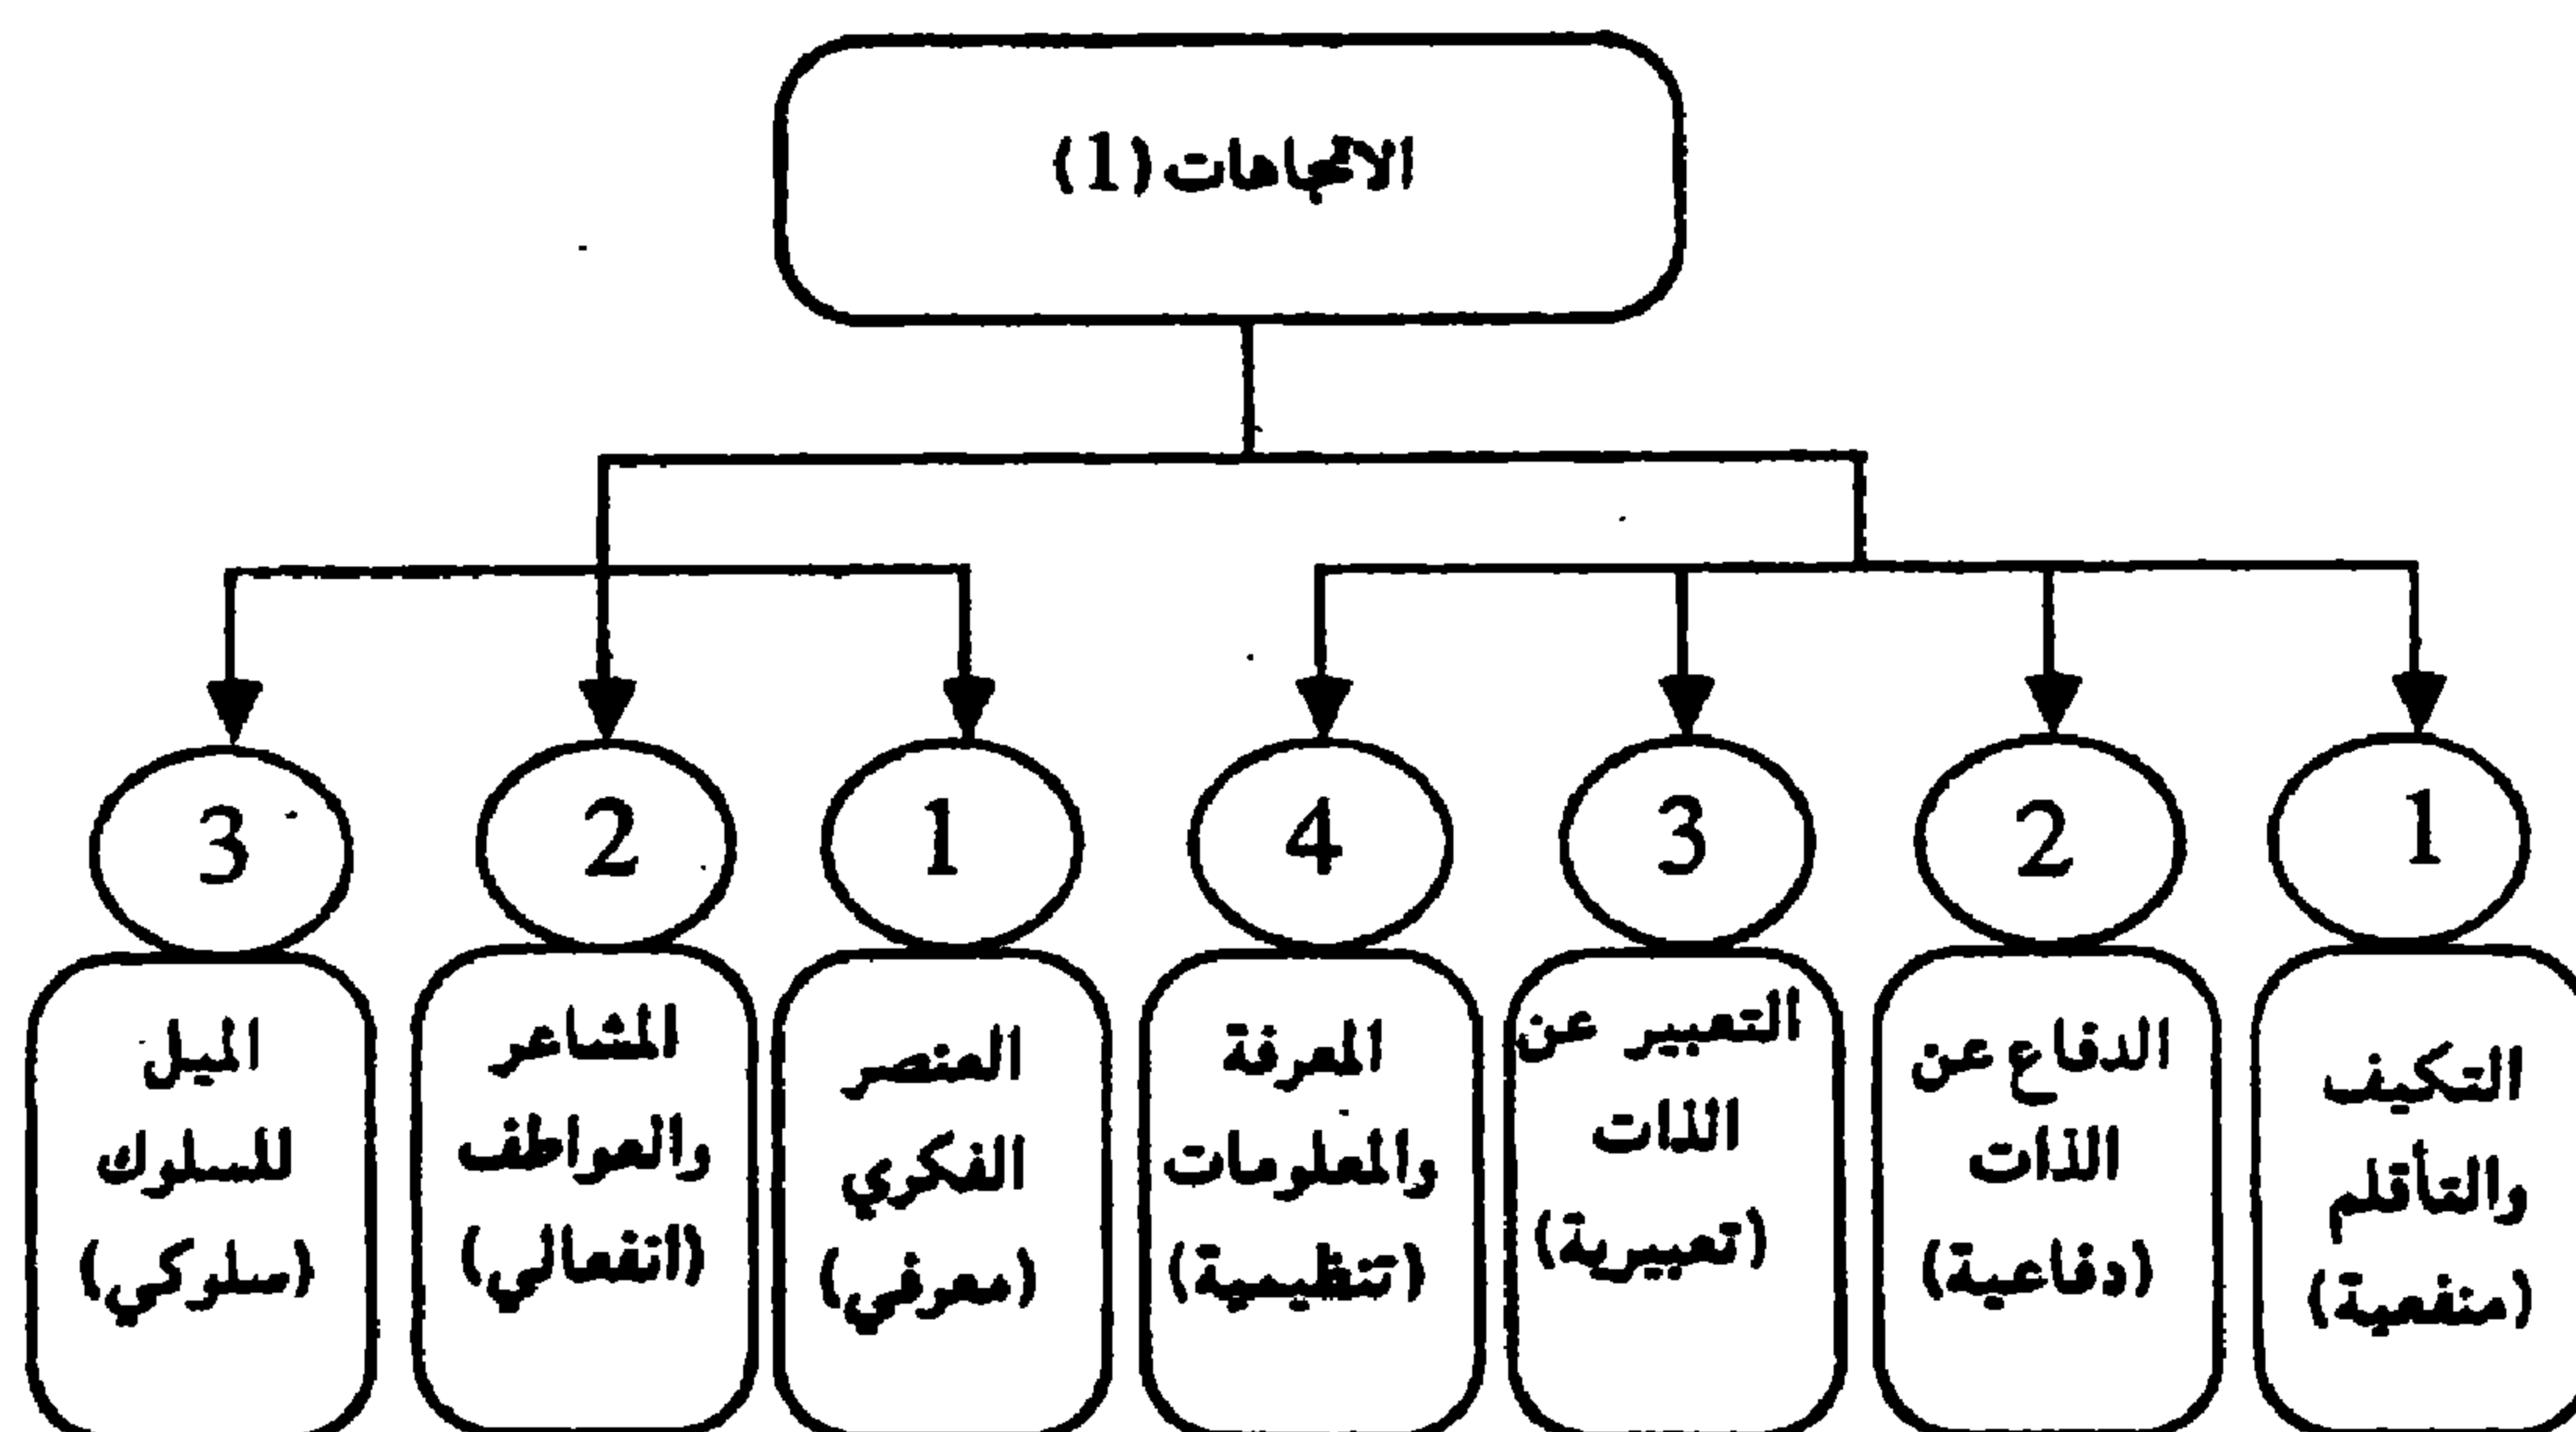 الاتجاهات (1)
1
التكيف
والتأقلم
(منفعية)
2
الدفاع عن
الذات
(دفاعية)
3
التعبير عن
الذات
(تعبيرية)
4
المعرفة
والمعلومات
(تنظيمية)
1
العنصر
الفكري
(معرفي)
2
المشاعر
والعواطف
(انفعالي)
3
الميل
للسلوك
(سلوكي)